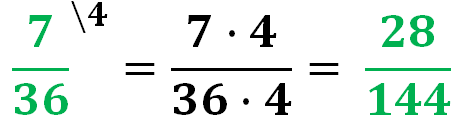 7/36 \4 = 7 · 4/36 · 4 = 28/144